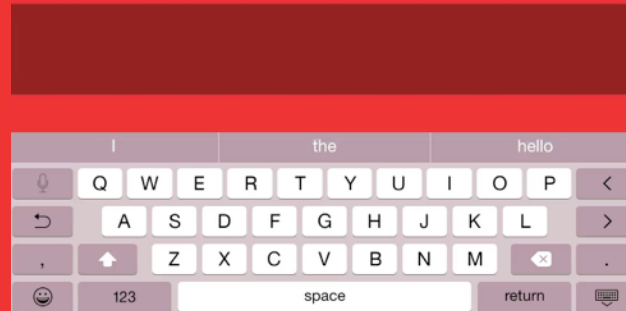 I the hello
Q W E R T Y U I O P <
A S D F G H J K L >
, Z X C V B N M .
123 space return